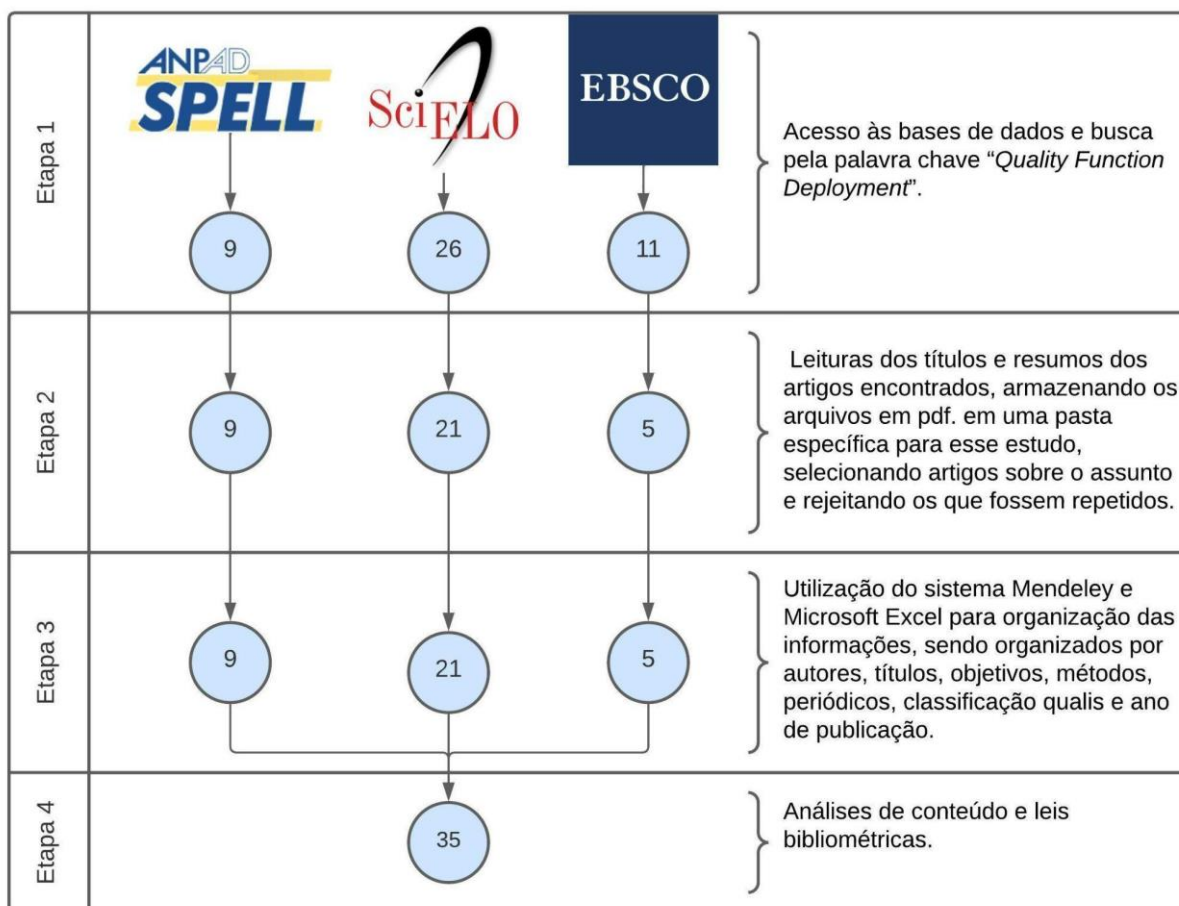 Etapa 1
ANPAD
SPELL
SciELO
EBSCO
9
26
11
Acesso às bases de dados e busca
pela palavra chave “Quality Function
Deployment”.
Etapa 2
9
21
5
Leituras dos títulos e resumos dos
artigos encontrados, armazenando os
arquivos em pdf. em uma pasta
específica para esse estudo,
selecionando artigos sobre o assunto
e rejeitando os que fossem repetidos.
Etapa 3
9
21
5
Utilização do sistema Mendeley e
Microsoft Excel para organização das
informações, sendo organizados por
autores, títulos, objetivos, métodos,
periódicos, classificação qualis e ano
de publicação.
Etapa 4
35
Análises de conteúdo e leis
bibliométricas.